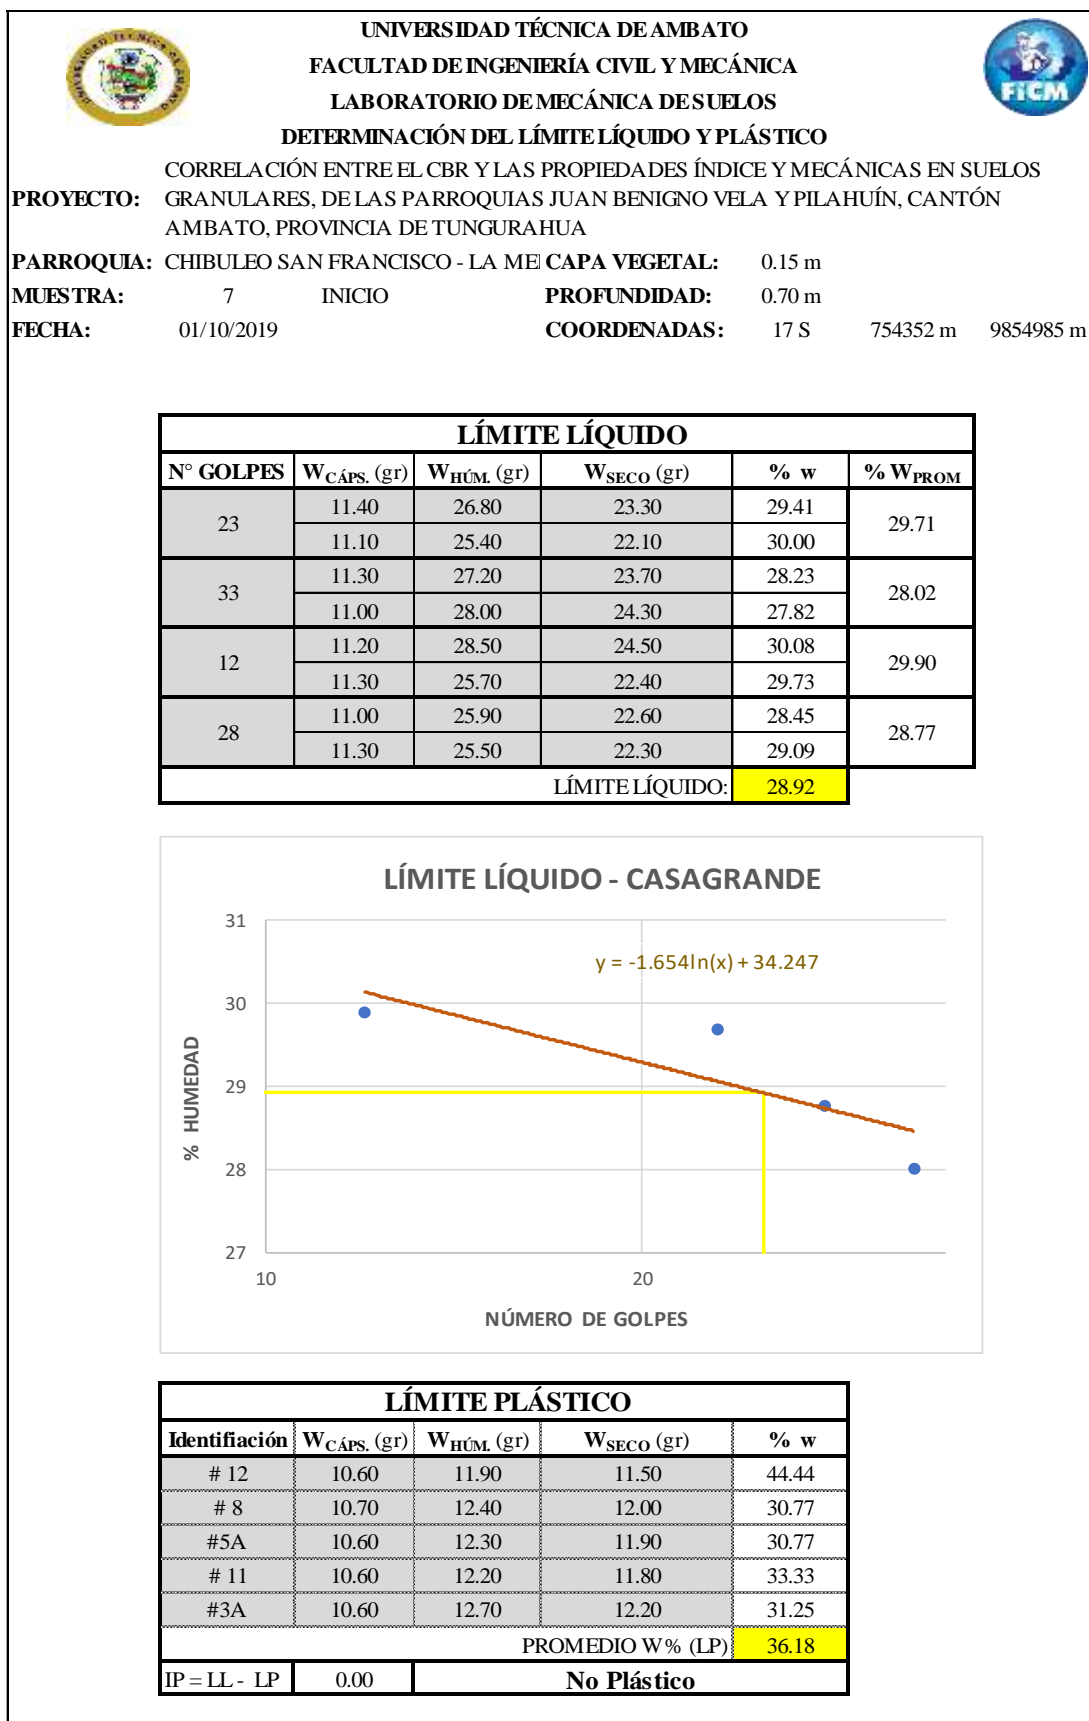 UNIVERSIDAD TÉCNICA DE AMBATO
FACULTAD DE INGENIERÍA CIVIL Y MECÁNICA
LABORATORIO DE MECÁNICA DE SUELOS
DETERMINACIÓN DEL LÍMITE LÍQUIDO Y PLÁSTICO
FICM
PROYECTO: CORRELACIÓN ENTRE EL CBR Y LAS PROPIEDADES ÍNDICE Y MECÁNICAS EN SUELOS
GRANULARES, DE LAS PARROQUIAS JUAN BENIGNO VELA Y PILAHUÍN, CANTÓN
AMBATO, PROVINCIA DE TUNGURAHUA
PARROQUIA: CHIBULEO SAN FRANCISCO - LA ME CAPA VEGETAL: 0.15 m
MUESTRA: 7 INICIO PROFUNDIDAD: 0.70 m
FECHA: 01/10/2019 COORDENADAS: 17 S 754352 m 9854985 m
LÍMITE LÍQUIDO
N° GOLPES W CÁPS. (gr) W HÚM. (gr) W SECO (gr) % w % W PROM
23 11.40 26.80 23.30 29.41 29.71
11.10 25.40 22.10 30.00
33 11.30 27.20 23.70 28.23 28.02
11.00 28.00 24.30 27.82
12 11.20 28.50 24.50 30.08 29.90
11.30 25.70 22.40 29.73
28 11.00 25.90 22.60 28.45 28.77
11.30 25.50 22.30 29.09
LÍMITE LÍQUIDO: 28.92
LÍMITE LÍQUIDO - CASAGRANDE
y = -1.654ln(x) + 34.247
% HUMEDAD
31
30
29
28
27
10 20
NÚMERO DE GOLPES
LÍMITE PLÁSTICO
Identifiación W CÁPS. (gr) W HÚM. (gr) W SECO (gr) % w
# 12 10.60 11.90 11.50 44.44
# 8 10.70 12.40 12.00 30.77
#5A 10.60 12.30 11.90 30.77
# 11 10.60 12.20 11.80 33.33
#3A 10.60 12.70 12.20 31.25
PROMEDIO W% (LP) 36.18
IP = LL - LP 0.00 No Plástico